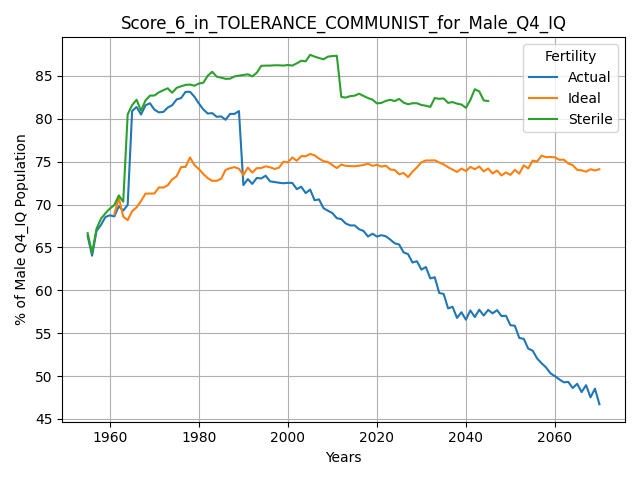 Score_6_in_TOLERANCE_COMMUNIST_for_Male_Q4_IQ
Fertility
Actual
Ideal
Sterile
% of Male Q4_IQ Population
85
80
75
70
65
60
55
50
45
1960
1980
2000
2020
2040
2060
Years